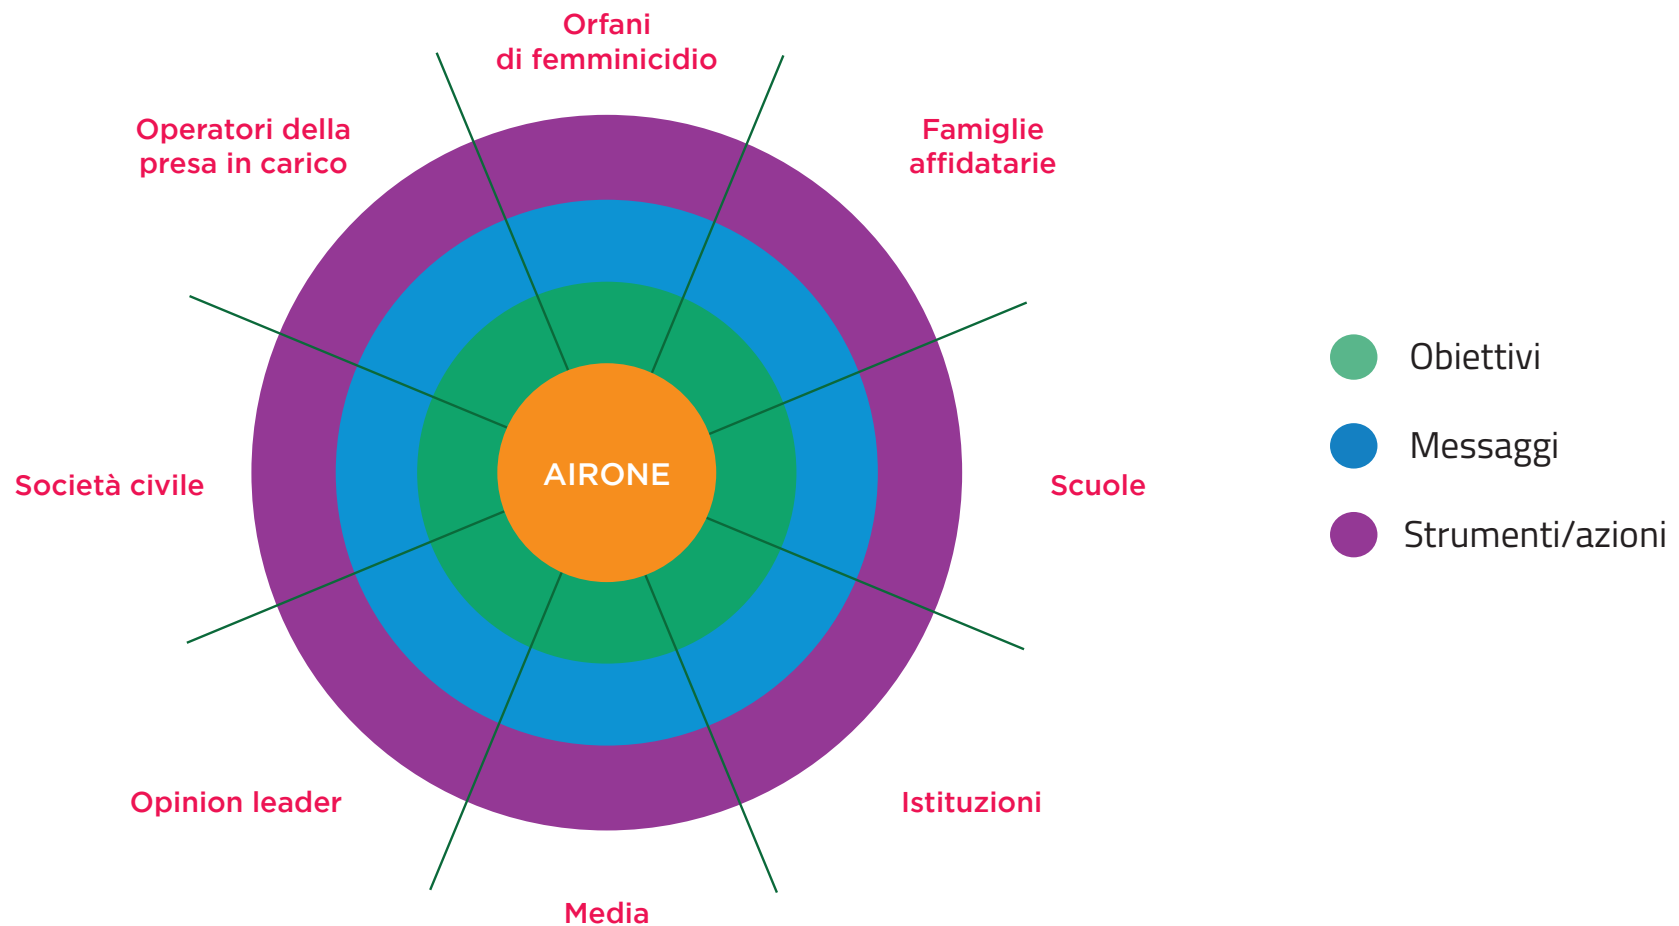 Orfani
di femminicidio
Operatori della
presa in carico
Famiglie
affidatarie
Obiettivi
Messaggi
AIRONE
Società civile
Scuole
Strumenti/azioni
Opinion leader
Istituzioni
Media